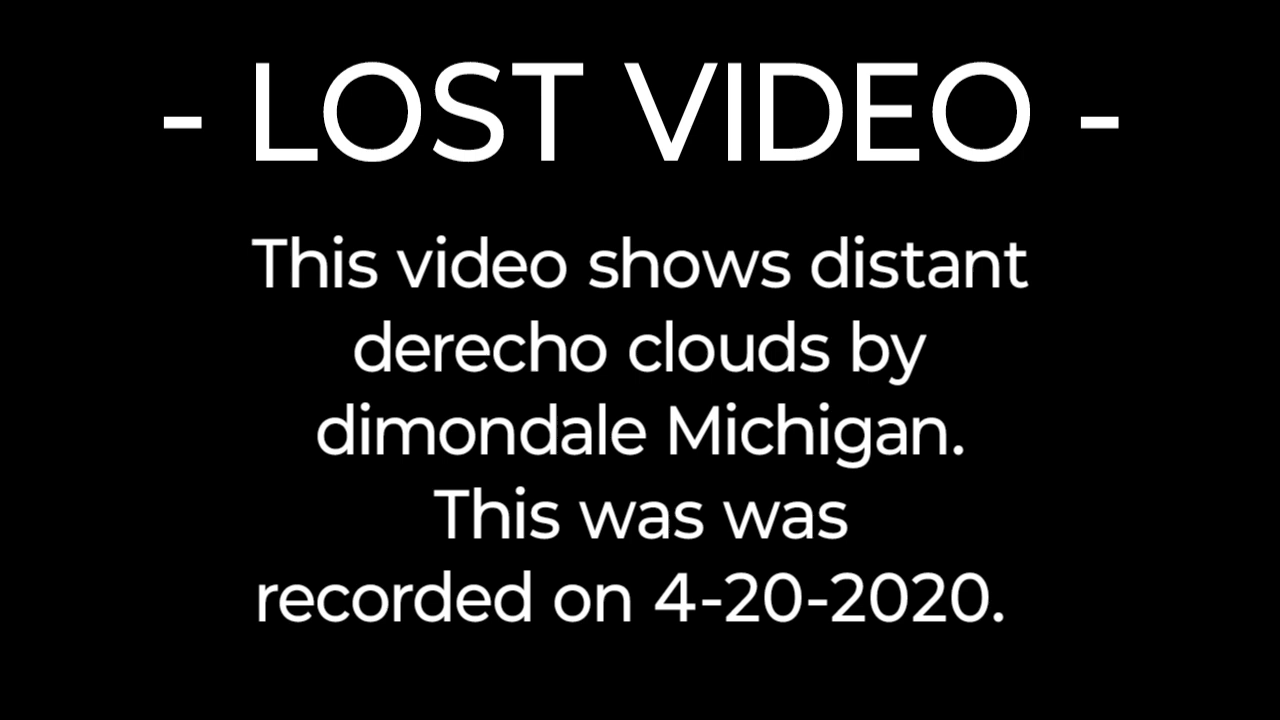 - LOST VIDEO -
This video shows distant
derecho clouds by
dimondale Michigan.
This was was
recorded on 4-20-2020.